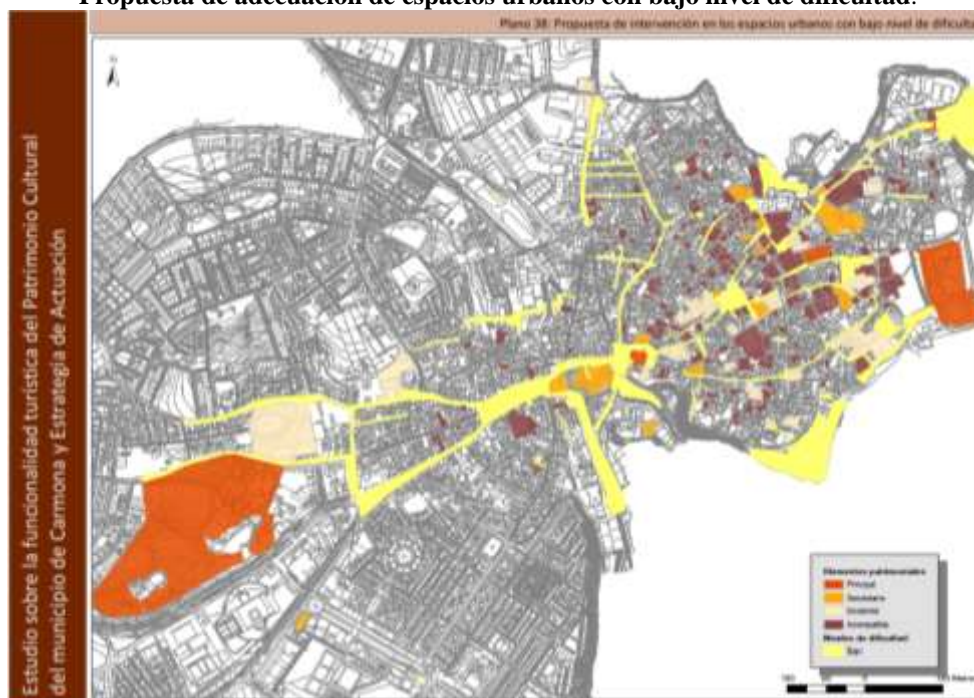 Propuesta de adecuación de espacios urbanos con bajo nivel de dificultad.
Plano 38: Propuesta de intervención en los espacios urbanos con bajo nivel de
Estudio sobre la funcionalidad turística del Patrimonio Cultural
del municipio de Carmona y Estrategia de Actuación
Elementos patrimoniales
Principal
Secundario
Incompatible
Niveles de dificultad
Bajo